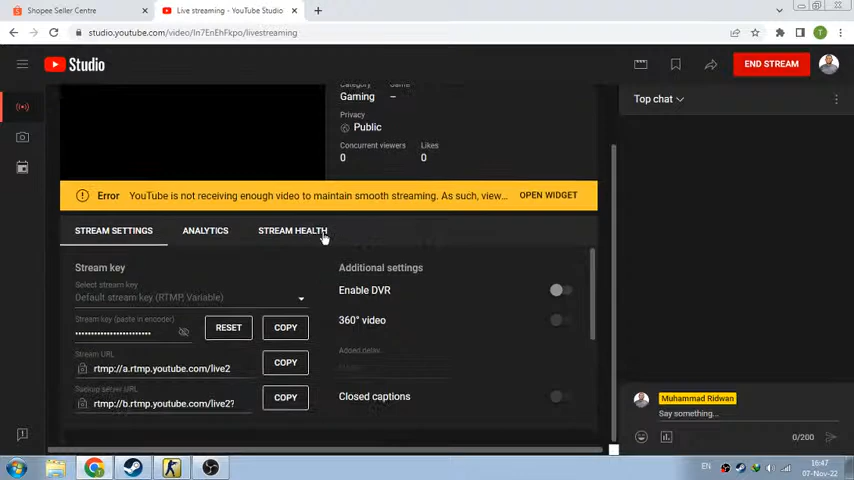 Shopee Seller Centre
Live streaming - YouTube Studio
studio.youtube.com/video/In7EnEhFkpo/livestreaming
T
Studio
END STREAM
Category
Game
Gaming
–
Privacy
Public
Concurrent viewers
Likes
0
0
Top chat
Error YouTube is not receiving enough video to maintain smooth streaming. As such, view... OPEN WIDGET
STREAM SETTINGS
ANALYTICS
STREAM HEALTH
Stream key
Select stream key
Default stream key (RTMP, Variable)
Stream key (paste in encoder)
•••••••••••••••••••••
RESET
COPY
Stream URL
rtmp://a.rtmp.youtube.com/live2
COPY
Backup server URL
rtmp://b.rtmp.youtube.com/live2?
COPY
Additional settings
Enable DVR
360° video
Added delay
Closed captions
Muhammad Ridwan
Say something...
0/200
EN
16:47
07-Nov-22